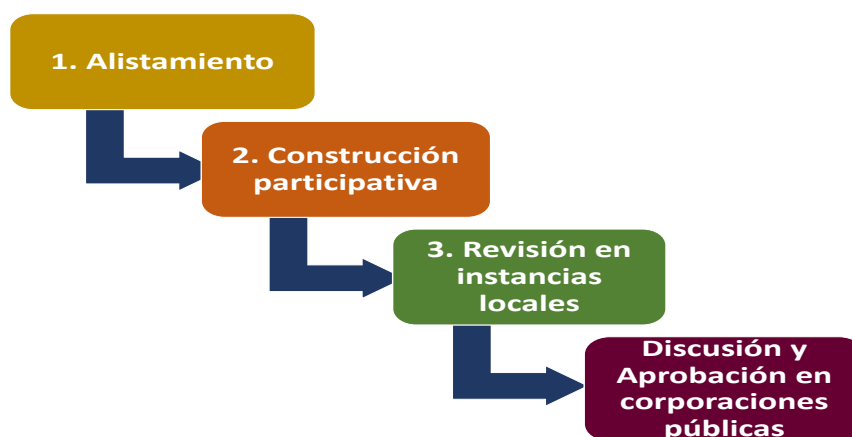 1. Alistamiento
2. Construcción
participativa
3. Revisión en
instancias
locales
Discusión y
Aprobación en
corporaciones
públicas